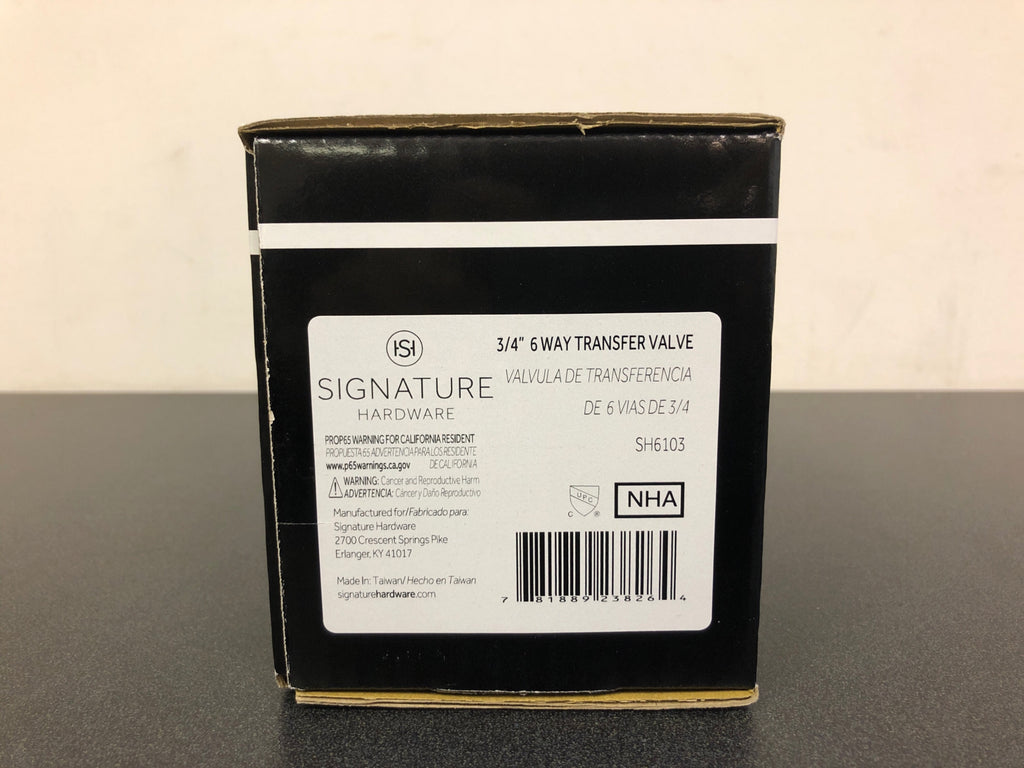 HS
SIGNATURE
HARDWARE
PROP65 WARNING FOR CALIFORNIA RESIDENT
PROPUESTA 65 ADVERTENCIA PARA LOS RESIDENTE
www.p65warnings.ca.gov DE CALIFORNIA
WARNING: Cancer and Reproductive Harm
ADVERTENCIA: Cáncer y Daño Reproductivo
Manufactured for/Fabricado para:
Signature Hardware
2700 Crescent Springs Pike
Erlanger, KY 41017
Made In: Taiwan/ Hecho en Taiwan
signaturehardware.com
3/4" 6 WAY TRANSFER VALVE
VALVULA DE TRANSFERENCIA
DE 6 VIAS DE 3/4
SH6103
UPC
C ®
NHA
7 81889 23826 4